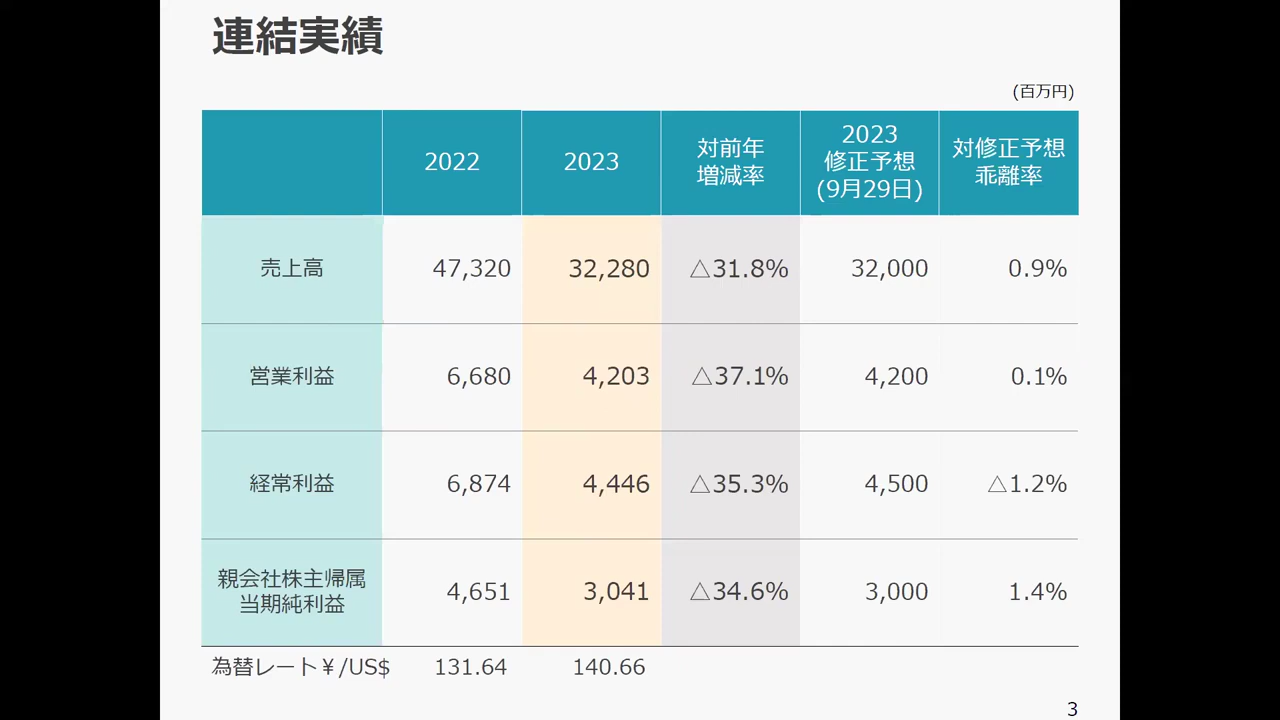 連結実績
(百万円)
2022 2023 対前年増減率 2023修正予想(9月29日) 対修正予想乖離率
売上高 47,320 32,280 △31.8% 32,000 0.9%
営業利益 6,680 4,203 △37.1% 4,200 0.1%
経常利益 6,874 4,446 △35.3% 4,500 △1.2%
親会社株主帰属当期純利益 4,651 3,041 △34.6% 3,000 1.4%
為替レート¥/US$ 131.64 140.66
3